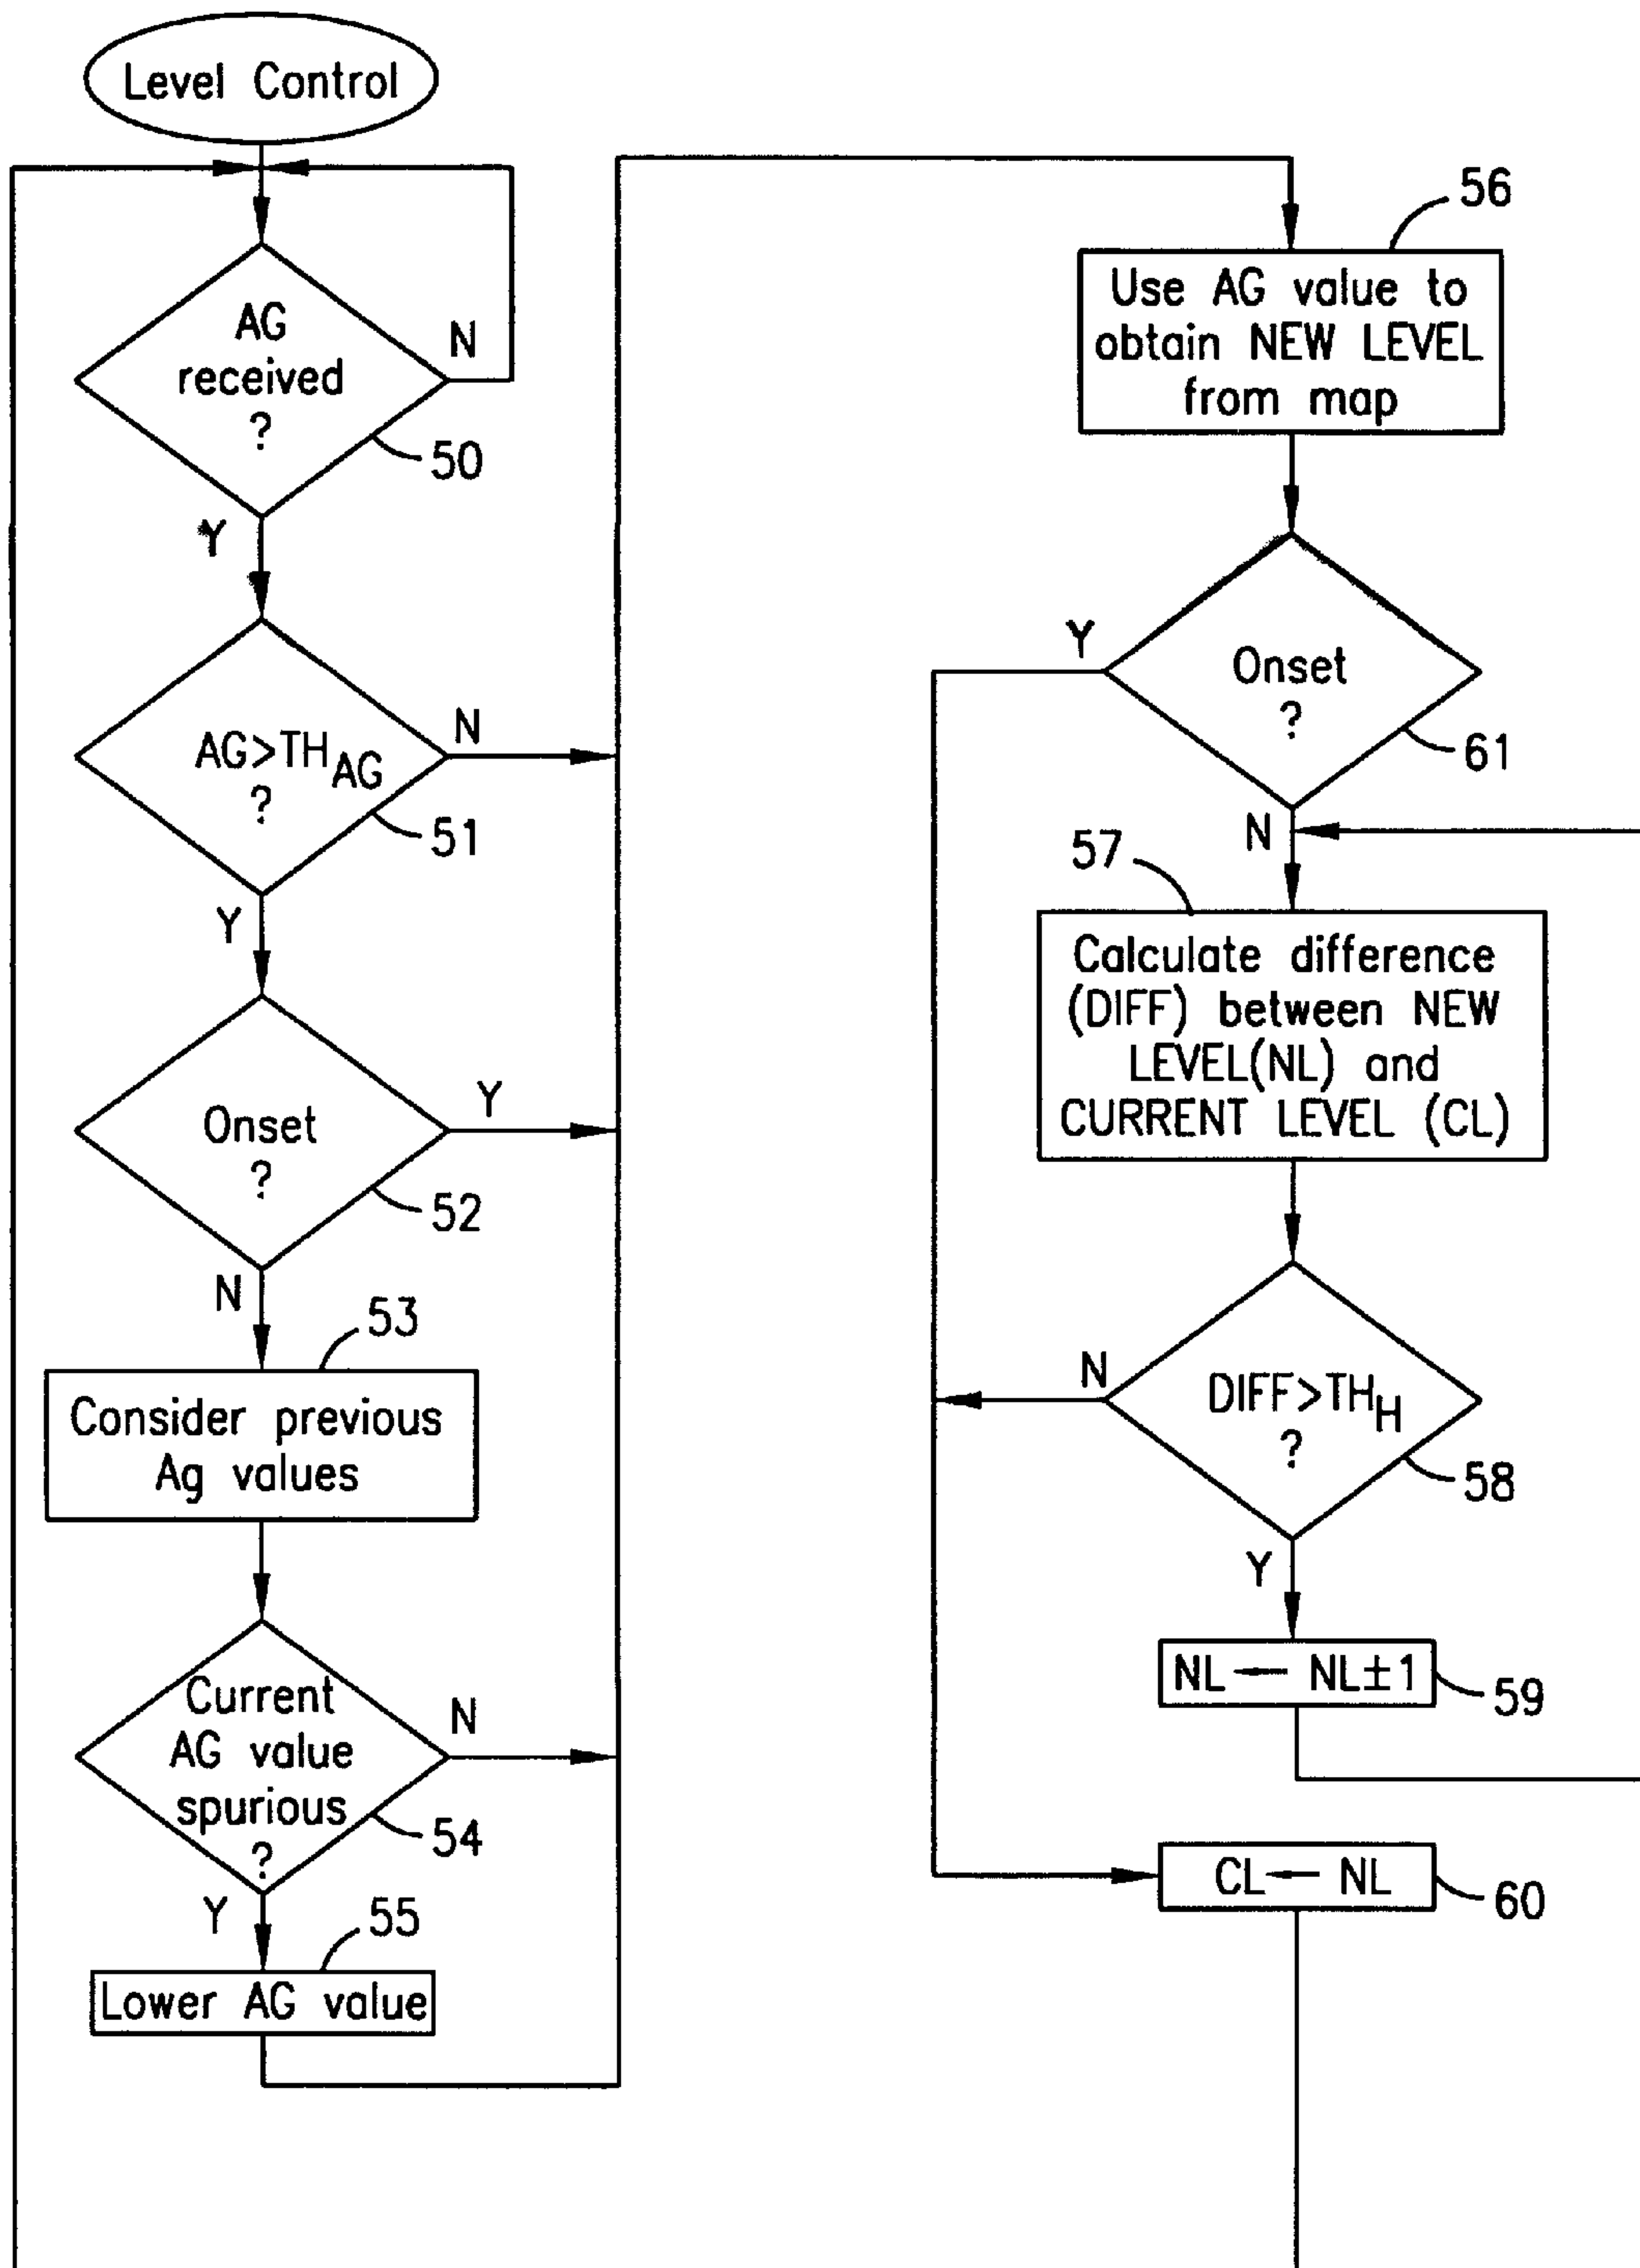 Level Control
AG
received
?
N
50
Y
AG>TH_AG
?
N
51
Y
Onset
?
Y
52
N
53
Consider previous
Ag values
Current
AG value
spurious
?
N
54
Y
55
Lower AG value
56
Use AG value to
obtain NEW LEVEL
from map
Y
Onset
?
61
N
57
Calculate difference
(DIFF) between NEW
LEVEL(NL) and
CURRENT LEVEL (CL)
N
DIFF>TH_H
?
58
Y
NL ← NL±1
59
CL ← NL
60